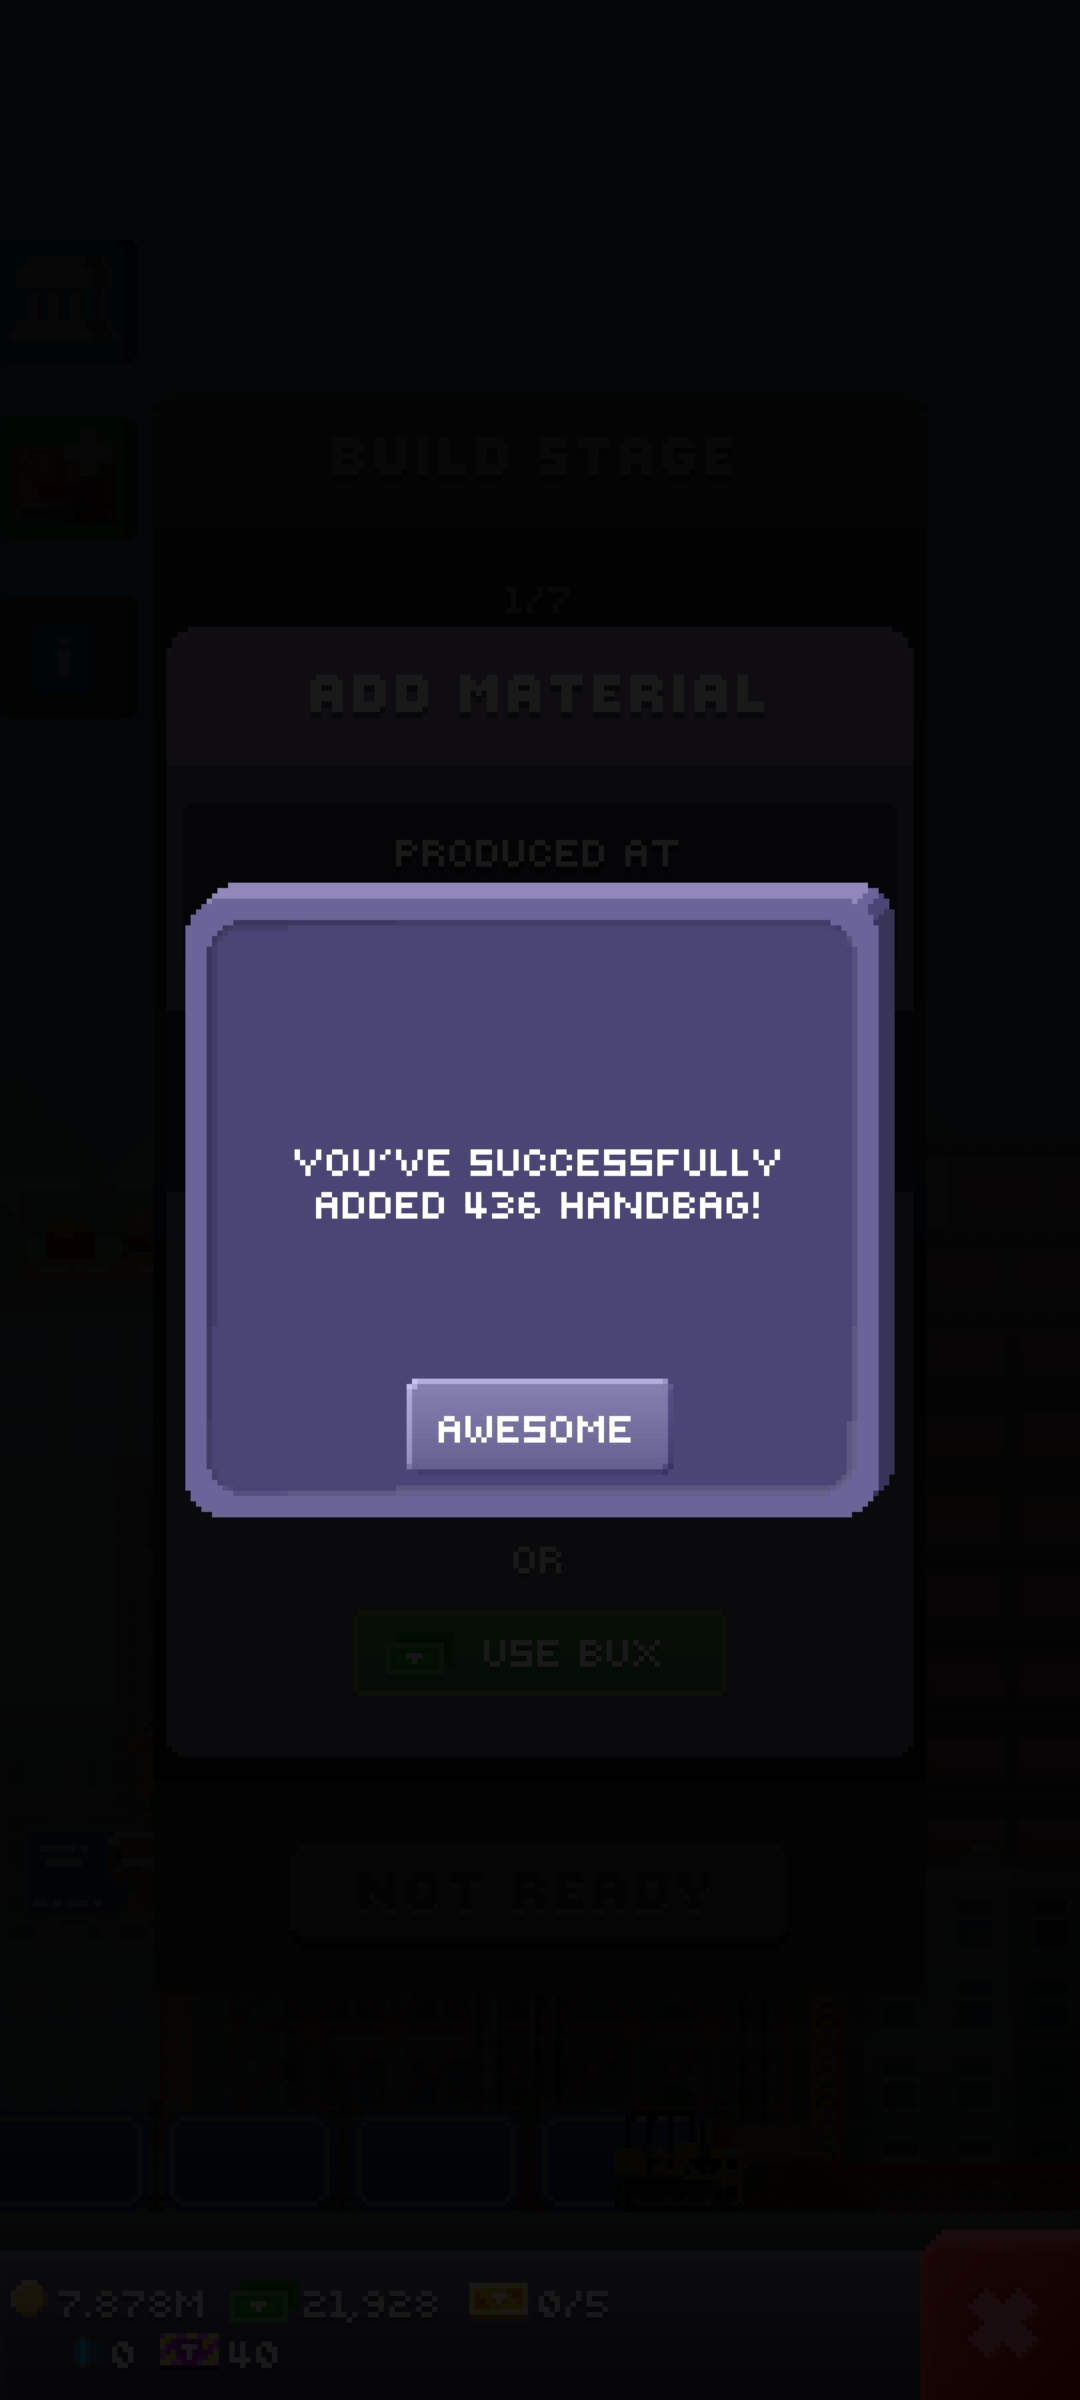 BUILD STAGE
1/7
ADD MATERIAL
PRODUCED AT
YOU'VE SUCCESSFULLY
ADDED 436 HANDBAG!
AWESOME
OR
USE BUX
NOT READY
7.878M 21,928 0/5
0 40